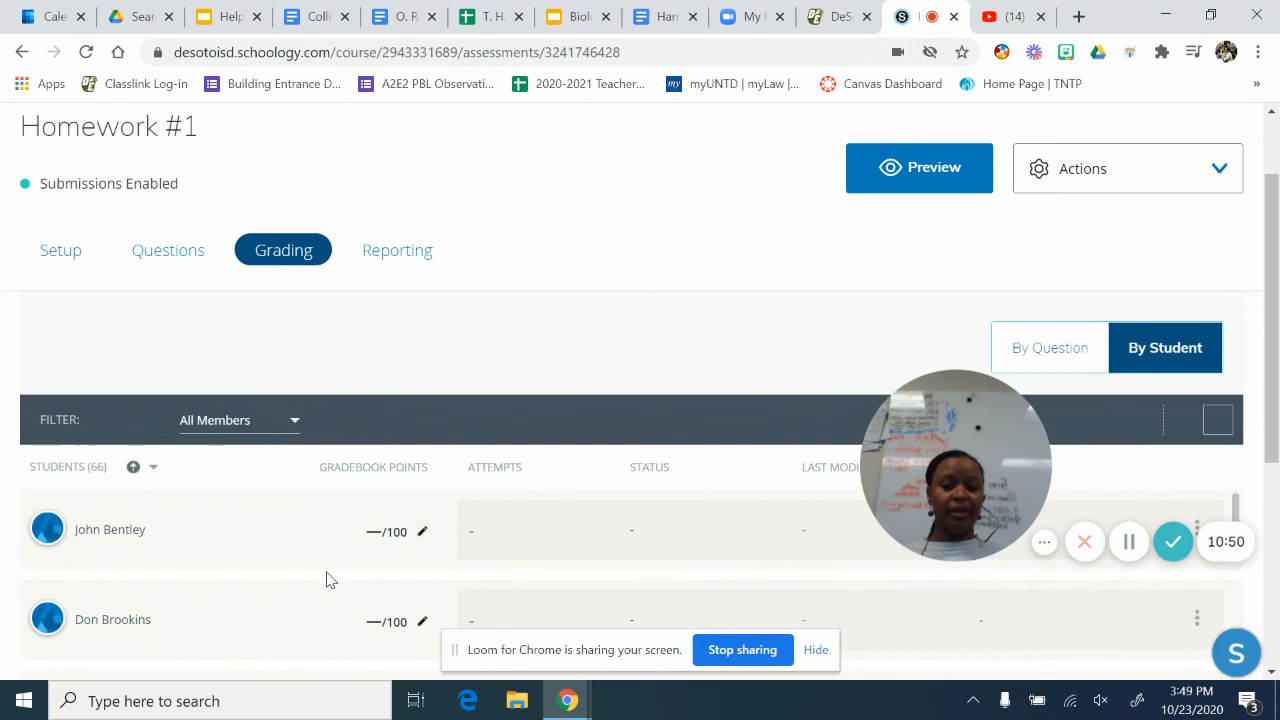 Cale
Sear
Help
Colli
O. R
T. H
Biolo
Harr
My
DeS
(14)
desotoisd.schoology.com/course/2943331689/assessments/3241746428
Apps
Classlink Log-in
Building Entrance D...
A2E2 PBL Observati...
2020-2021 Teacher...
my myUNTD | myLaw |...
Canvas Dashboard
Home Page | TNTP
»
Homework #1
Submissions Enabled
Preview
Actions
Setup
Questions
Grading
Reporting
By Question
By Student
FILTER:
All Members
STUDENTS (66)
GRADEBOOK POINTS
ATTEMPTS
STATUS
LAST MODI
John Bentley
—/100
-
-
-
10:50
Don Brookins
—/100
-
-
-
Loom for Chrome is sharing your screen.
Stop sharing
Hide
S
Type here to search
3:49 PM
10/23/2020
3